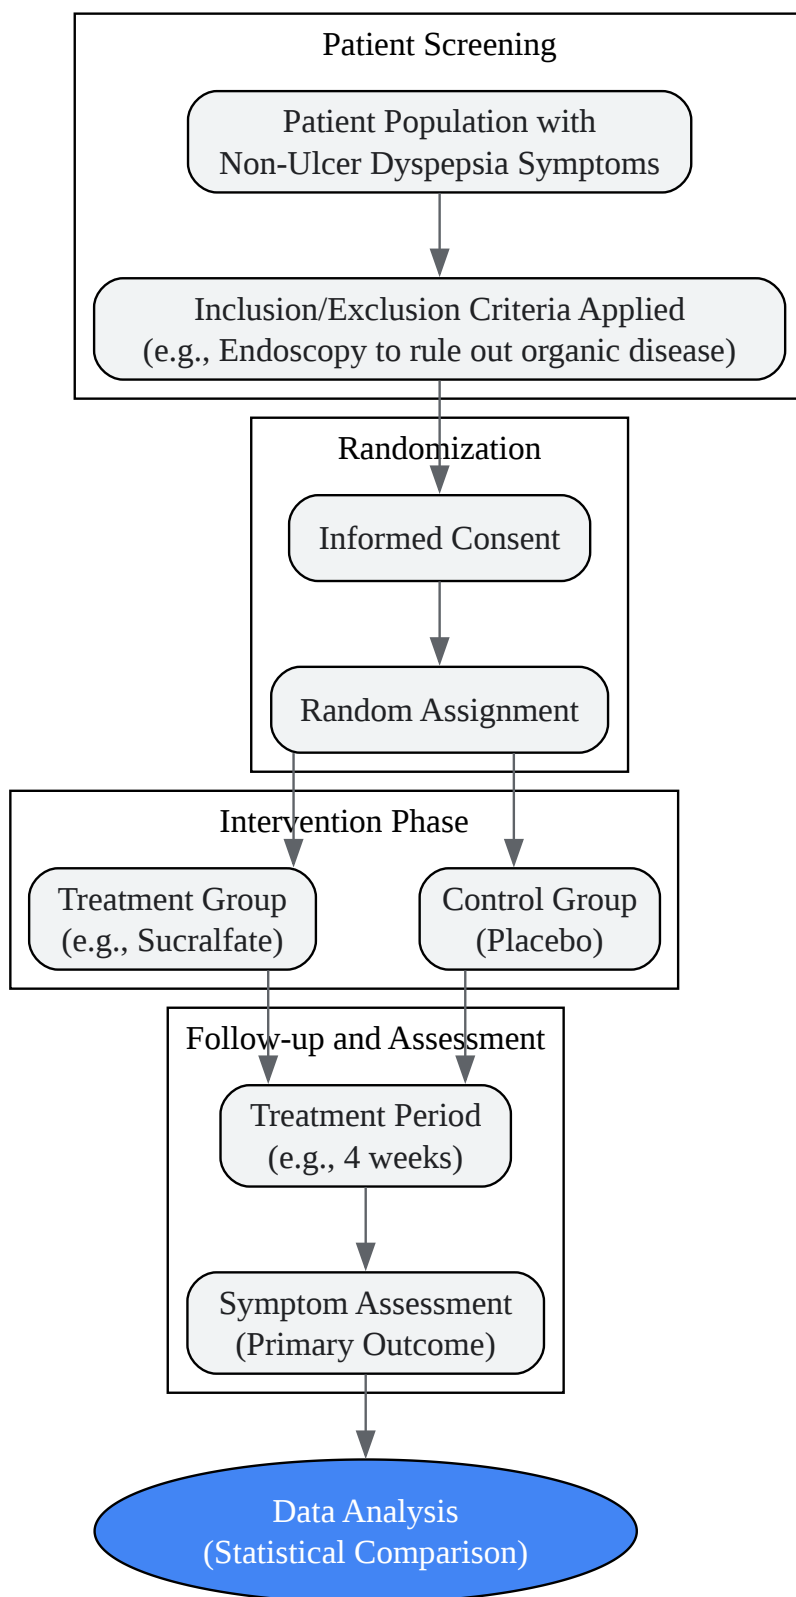 Patient Screening
Patient Population with
Non-Ulcer Dyspepsia Symptoms
Inclusion/Exclusion Criteria Applied
(e.g., Endoscopy to rule out organic disease)
Randomization
Informed Consent
Random Assignment
Intervention Phase
Treatment Group
(e.g., Sucralfate)
Control Group
(Placebo)
Follow-up and Assessment
Treatment Period
(e.g., 4 weeks)
Symptom Assessment
(Primary Outcome)
Data Analysis
(Statistical Comparison)